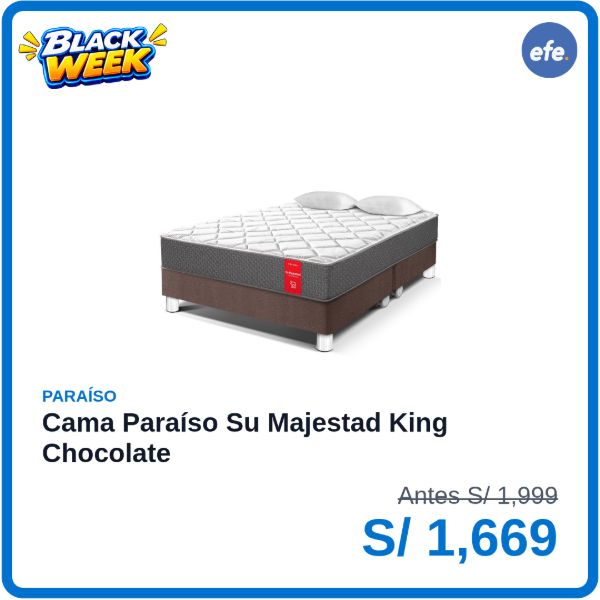 BLACK
WEEK
efe.
PARAÍSO
Cama Paraíso Su Majestad King
Chocolate
Antes S/ 1,999
S/ 1,669